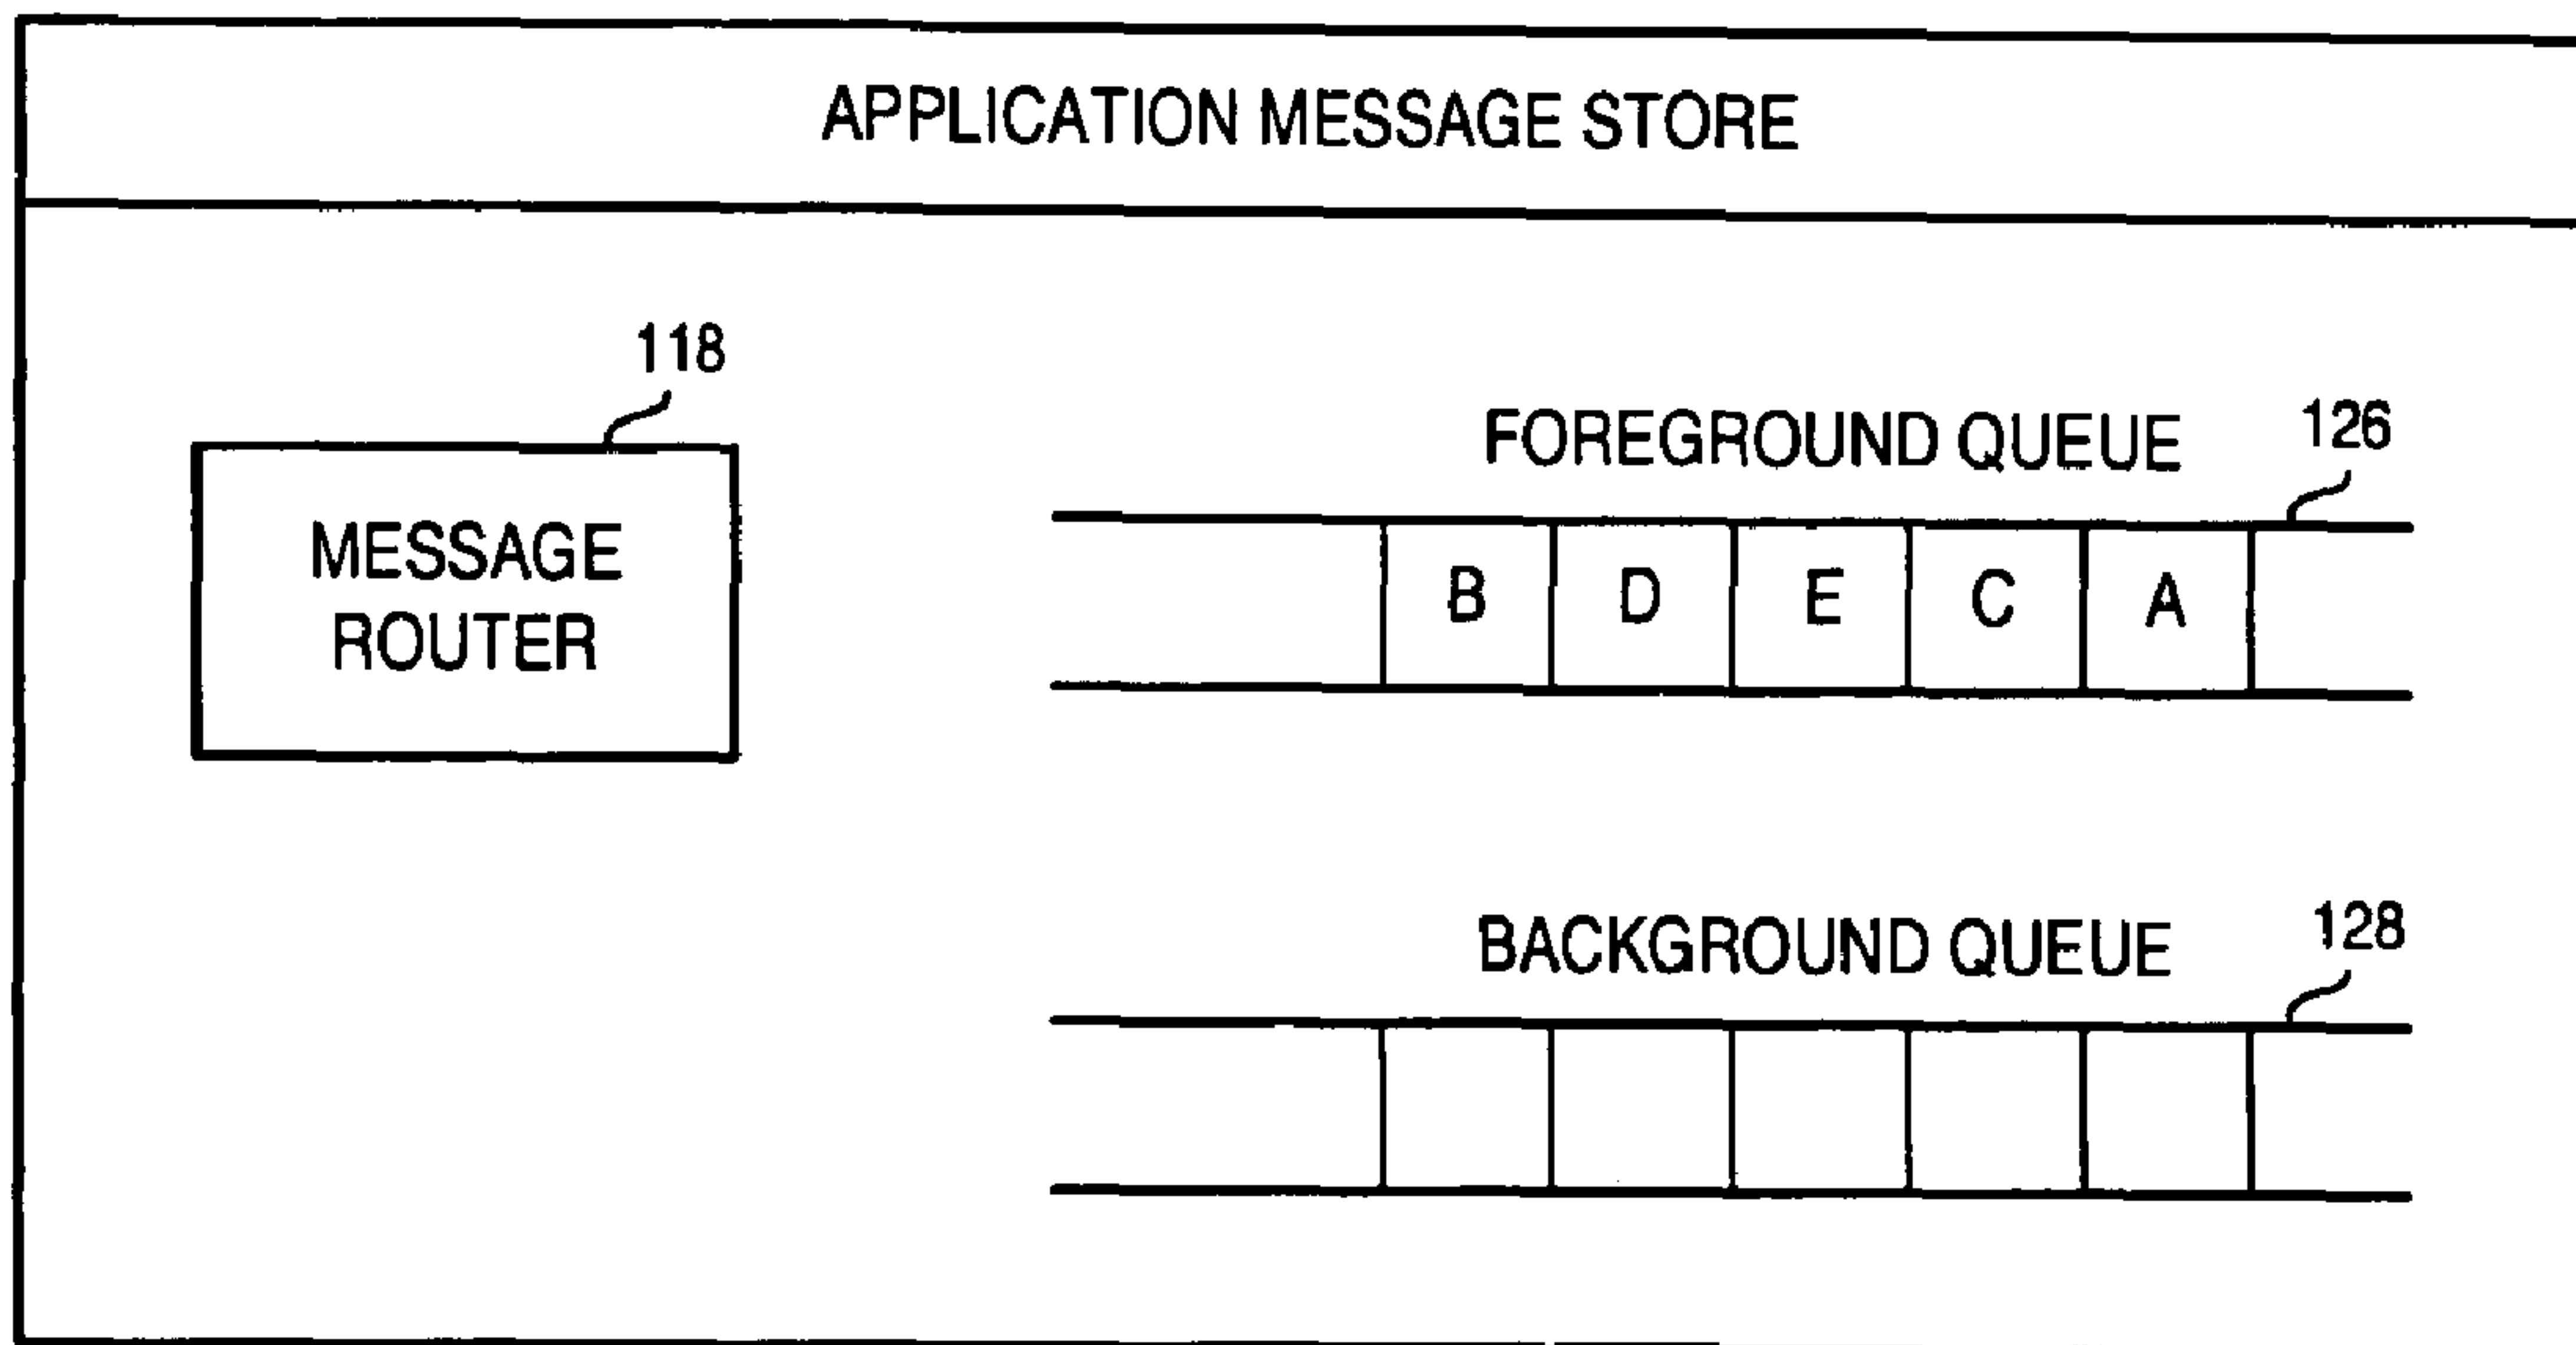 APPLICATION MESSAGE STORE
118
MESSAGE
ROUTER
FOREGROUND QUEUE 126
B D E C A
BACKGROUND QUEUE 128